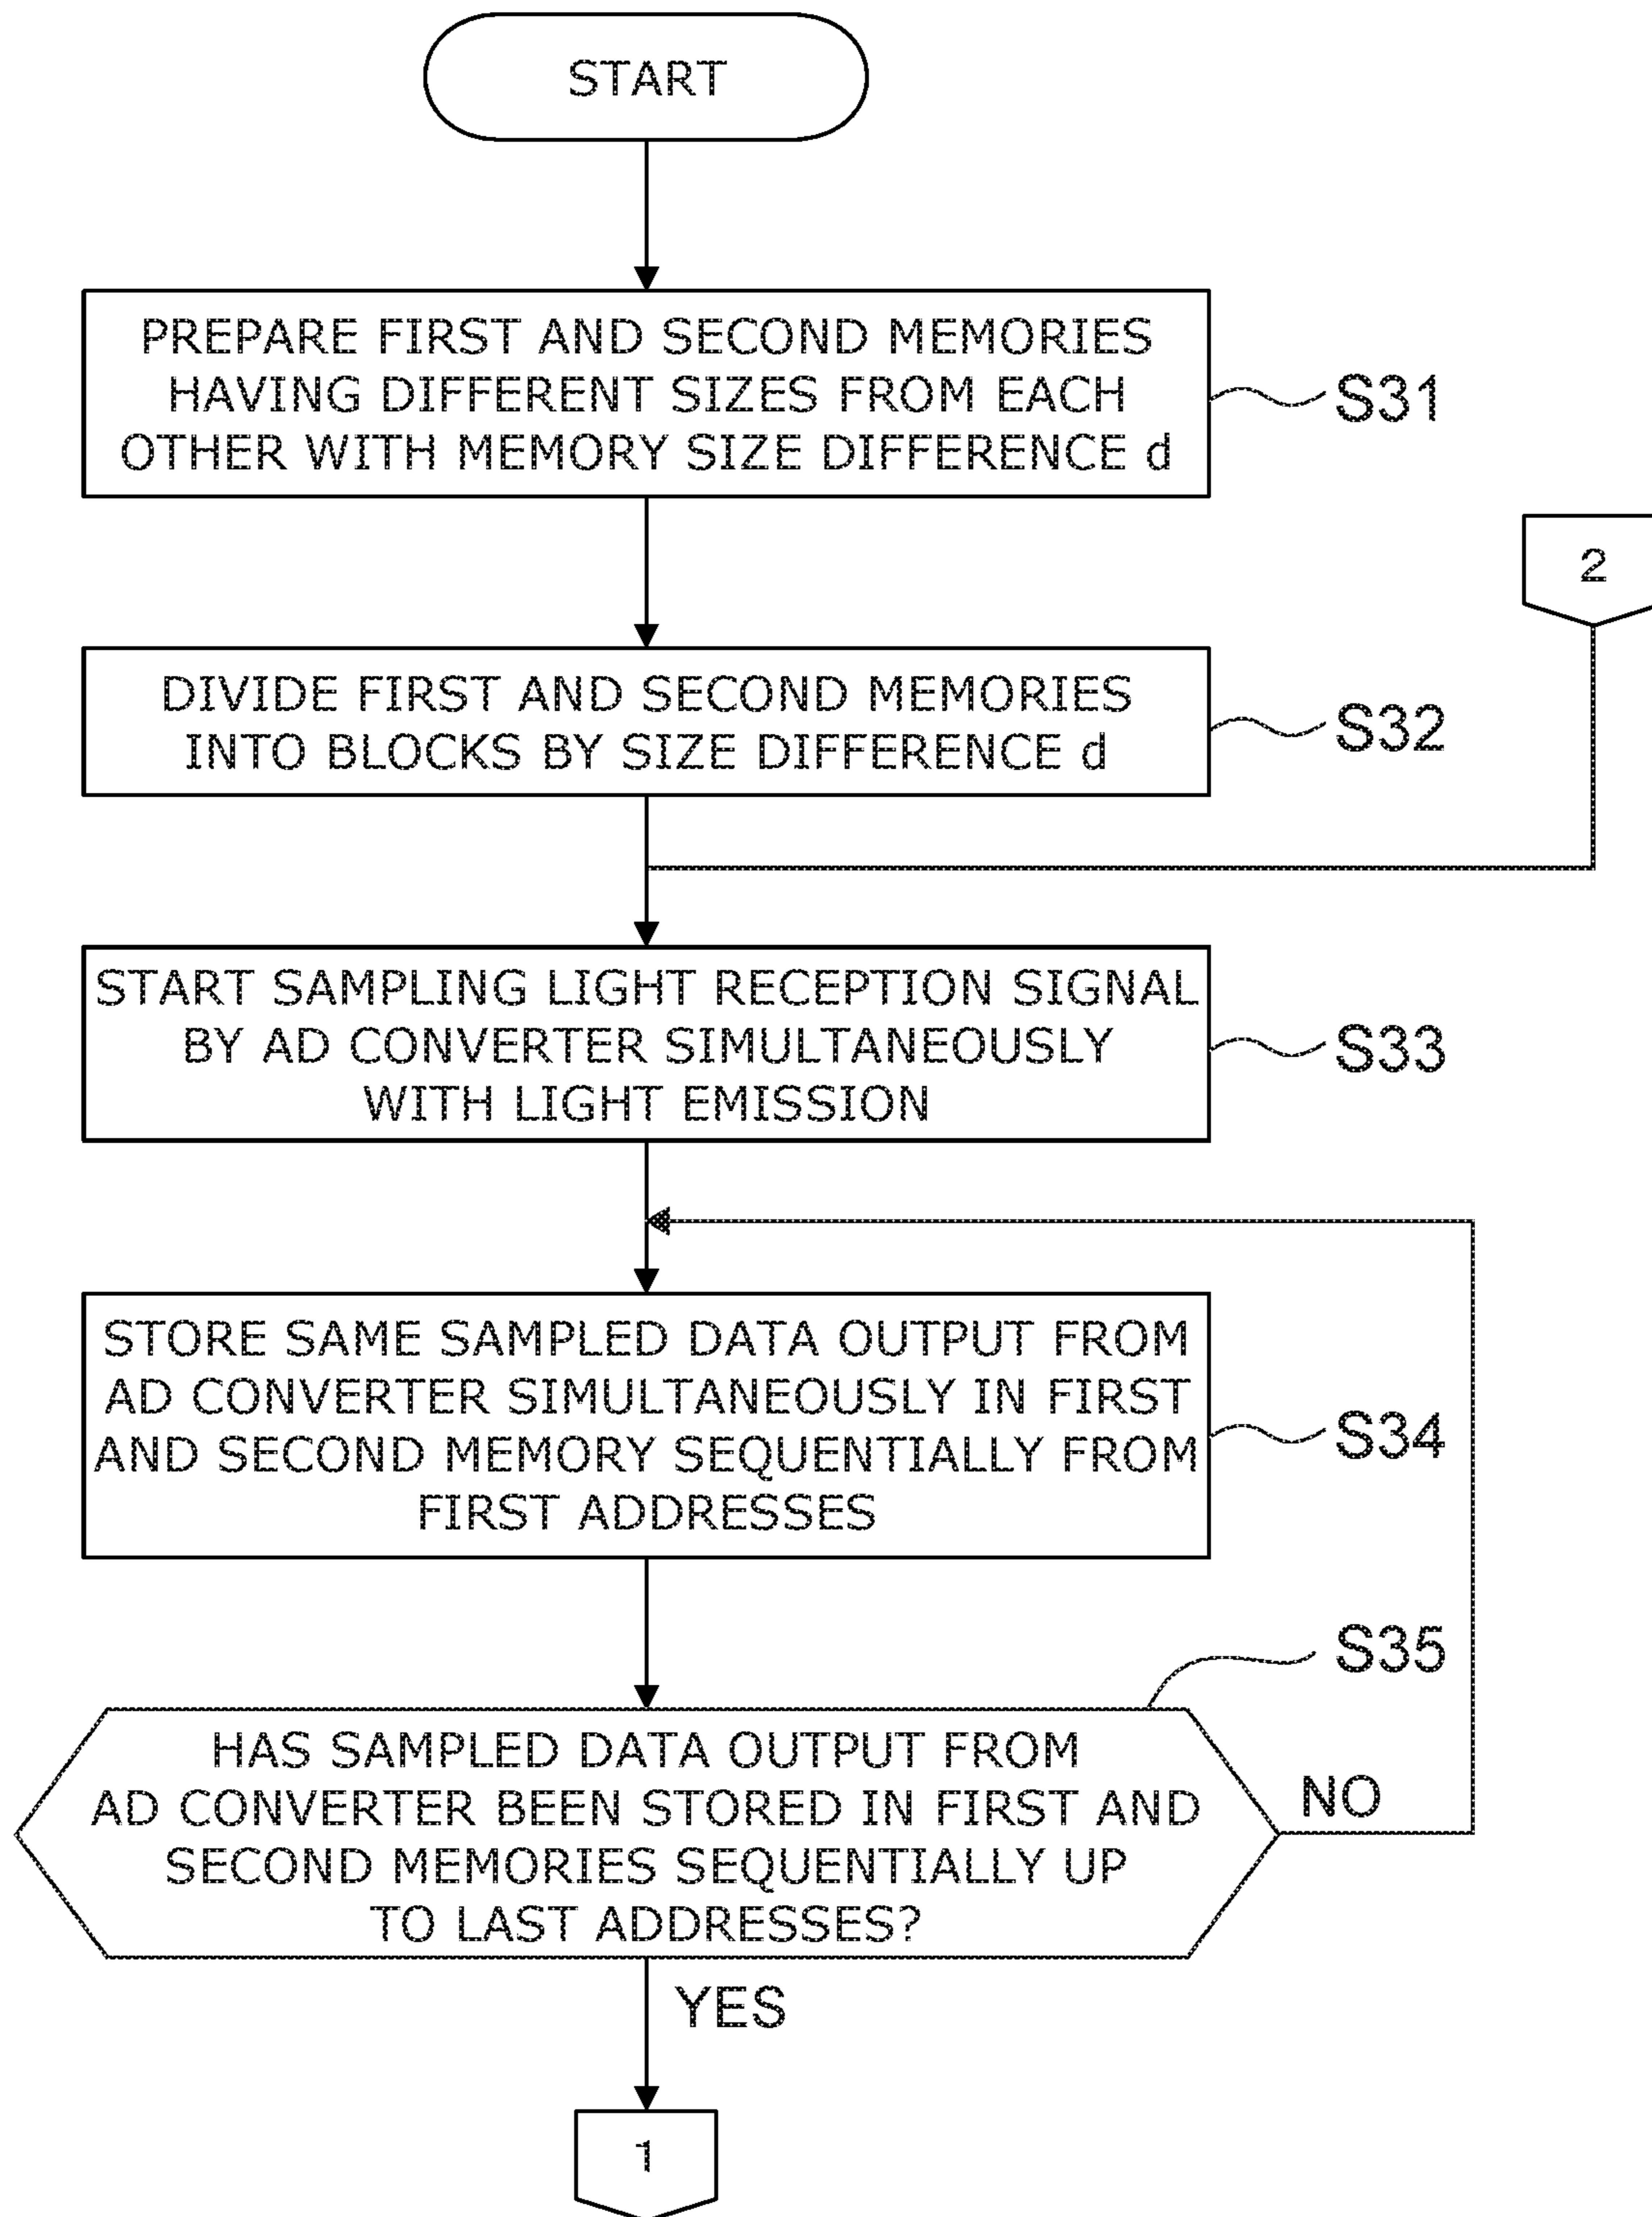 START
PREPARE FIRST AND SECOND MEMORIES
HAVING DIFFERENT SIZES FROM EACH
OTHER WITH MEMORY SIZE DIFFERENCE d
S31
2
DIVIDE FIRST AND SECOND MEMORIES
INTO BLOCKS BY SIZE DIFFERENCE d
S32
START SAMPLING LIGHT RECEPTION SIGNAL
BY AD CONVERTER SIMULTANEOUSLY
WITH LIGHT EMISSION
S33
STORE SAME SAMPLED DATA OUTPUT FROM
AD CONVERTER SIMULTANEOUSLY IN FIRST
AND SECOND MEMORY SEQUENTIALLY FROM
FIRST ADDRESSES
S34
S35
HAS SAMPLED DATA OUTPUT FROM
AD CONVERTER BEEN STORED IN FIRST AND
SECOND MEMORIES SEQUENTIALLY UP
TO LAST ADDRESSES?
NO
YES
1